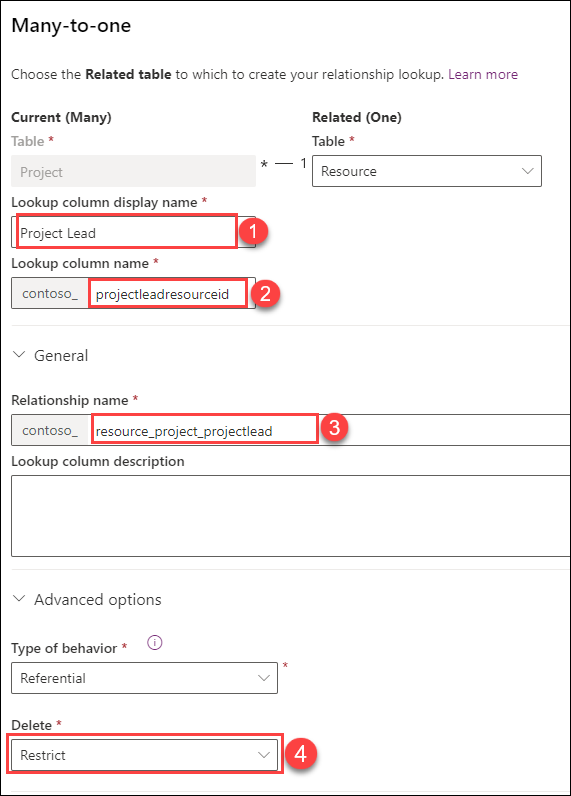 Many-to-one
Choose the Related table to which to create your relationship lookup. Learn more
Current (Many)
Related (One)
Table *
Table *
Project
* — 1
Resource
Lookup column display name *
Project Lead
1
Lookup column name *
contoso_ projectleadresourceid
2
General
Relationship name *
contoso_ resource_project_projectlead
3
Lookup column description
Advanced options
Type of behavior *
Referential
*
Delete *
Restrict
4